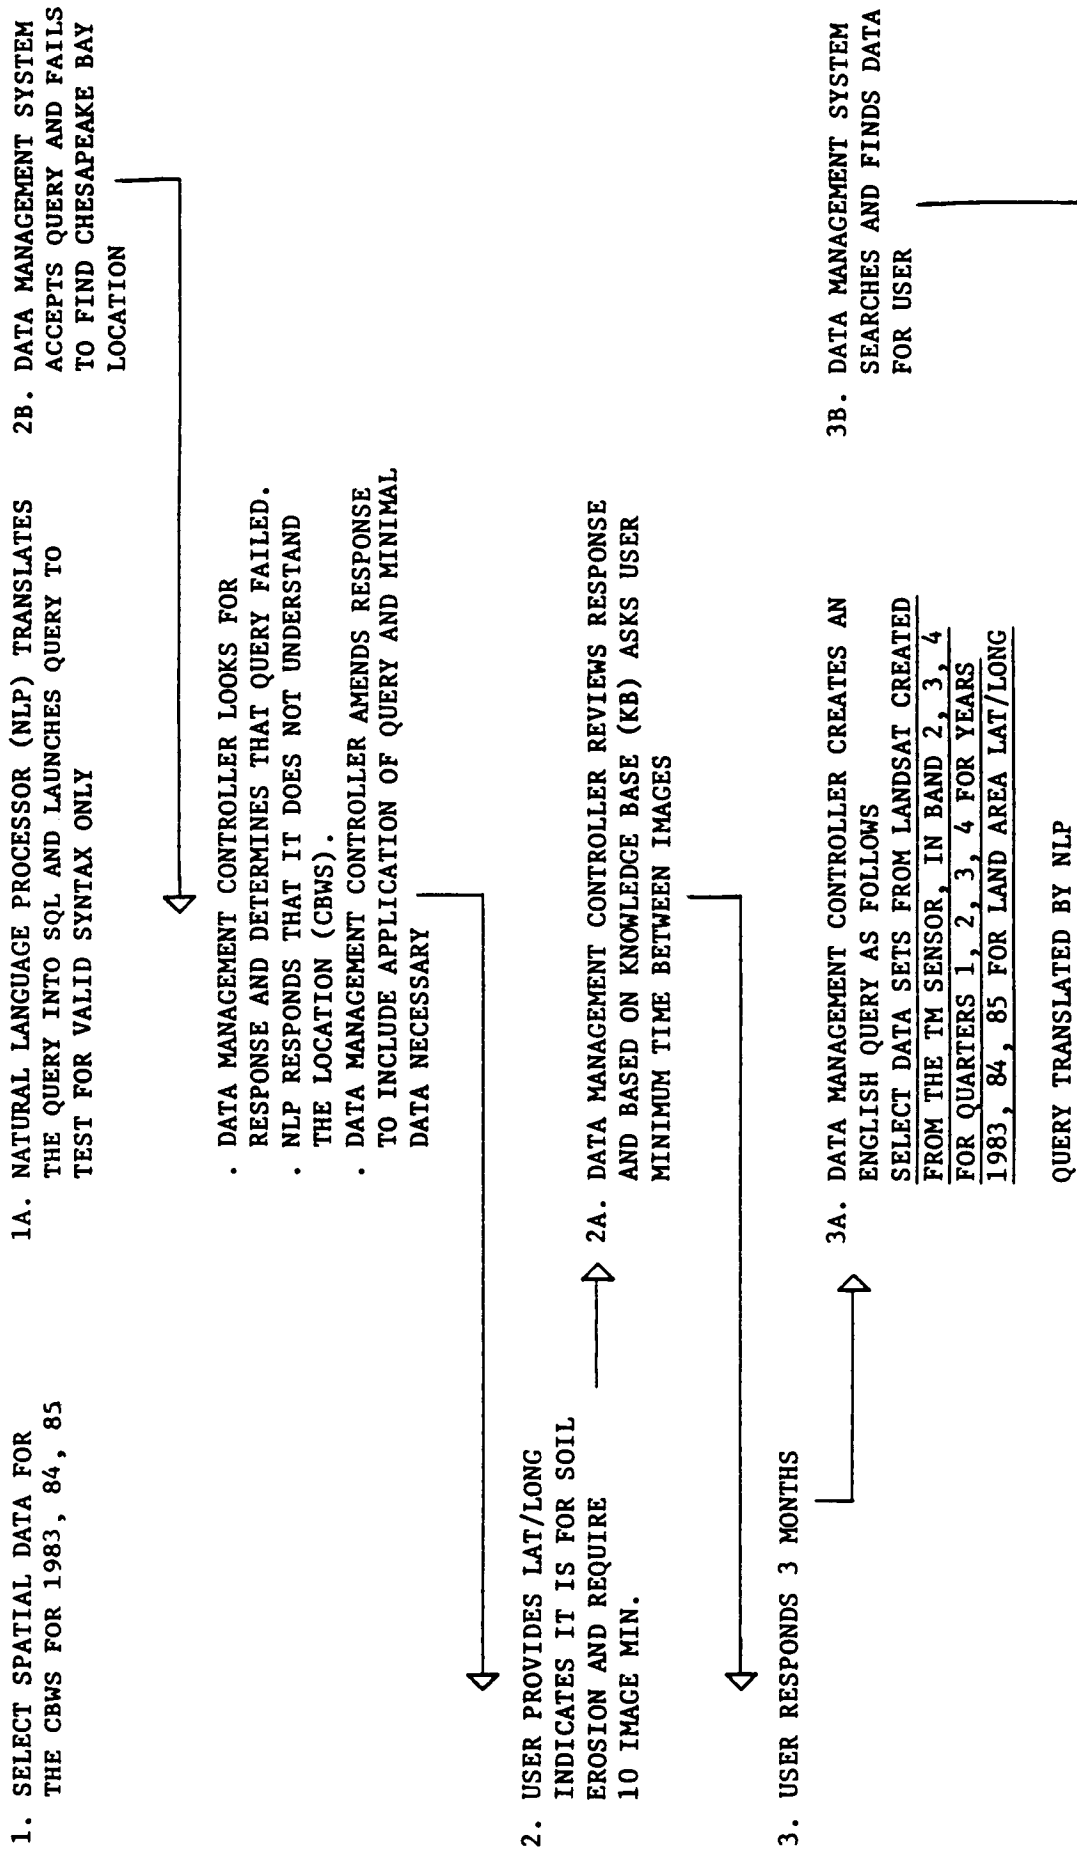 1. SELECT SPATIAL DATA FOR
THE CBWS FOR 1983, 84, 85
1A. NATURAL LANGUAGE PROCESSOR (NLP) TRANSLATES
THE QUERY INTO SQL AND LAUNCHES QUERY TO
TEST FOR VALID SYNTAX ONLY
2B. DATA MANAGEMENT SYSTEM
ACCEPTS QUERY AND FAILS
TO FIND CHESAPEAKE BAY
LOCATION
. DATA MANAGEMENT CONTROLLER LOOKS FOR
RESPONSE AND DETERMINES THAT QUERY FAILED.
. NLP RESPONDS THAT IT DOES NOT UNDERSTAND
THE LOCATION (CBWS).
. DATA MANAGEMENT CONTROLLER AMENDS RESPONSE
TO INCLUDE APPLICATION OF QUERY AND MINIMAL
DATA NECESSARY
2. USER PROVIDES LAT/LONG
INDICATES IT IS FOR SOIL
EROSION AND REQUIRE
10 IMAGE MIN.
2A. DATA MANAGEMENT CONTROLLER REVIEWS RESPONSE
AND BASED ON KNOWLEDGE BASE (KB) ASKS USER
MINIMUM TIME BETWEEN IMAGES
3. USER RESPONDS 3 MONTHS
3A. DATA MANAGEMENT CONTROLLER CREATES AN
ENGLISH QUERY AS FOLLOWS
SELECT DATA SETS FROM LANDSAT CREATED
FROM THE TM SENSOR, IN BAND 2, 3, 4
FOR QUARTERS 1, 2, 3, 4 FOR YEARS
1983, 84, 85 FOR LAND AREA LAT/LONG
QUERY TRANSLATED BY NLP
3B. DATA MANAGEMENT SYSTEM
SEARCHES AND FINDS DATA
FOR USER